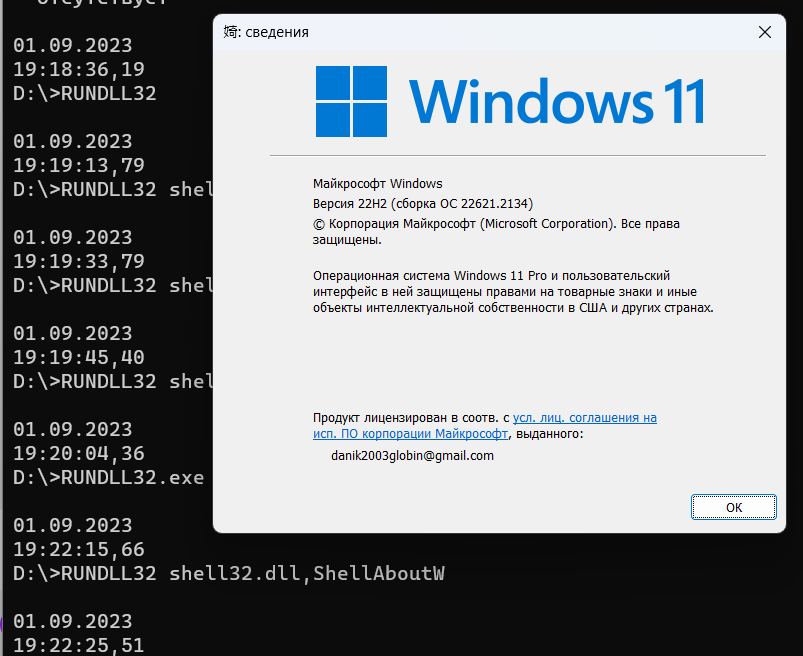 01.09.2023
19:18:36,19
D:\>RUNDLL32
01.09.2023
19:19:13,79
D:\>RUNDLL32 shel
01.09.2023
19:19:33,79
D:\>RUNDLL32 shel
01.09.2023
19:19:45,40
D:\>RUNDLL32 shel
01.09.2023
19:20:04,36
D:\>RUNDLL32.exe
01.09.2023
19:22:15,66
D:\>RUNDLL32 shell32.dll,ShellAboutW
01.09.2023
19:22:25,51
: сведения
Windows 11
Майкрософт Windows
Версия 22H2 (сборка ОС 22621.2134)
© Корпорация Майкрософт (Microsoft Corporation). Все права
защищены.
Операционная система Windows 11 Pro и пользовательский
интерфейс в ней защищены правами на товарные знаки и иные
объекты интеллектуальной собственности в США и других странах.
Продукт лицензирован в соотв. с усл. лиц. соглашения на
исп. ПО корпорации Майкрософт, выданного:
danik2003globin@gmail.com
ОК